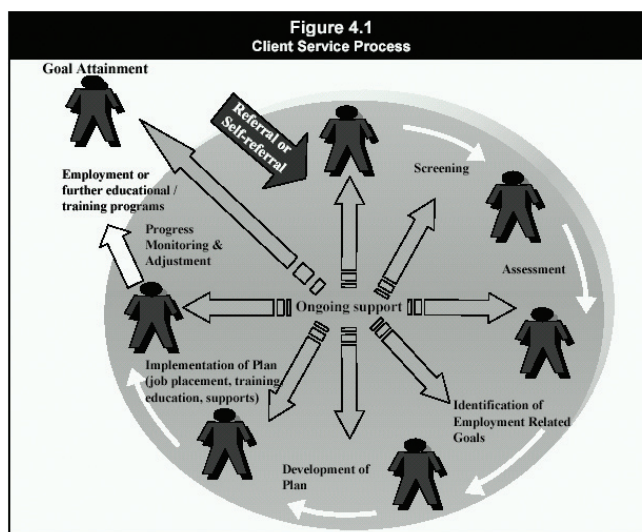 Figure 4.1
Client Service Process
Goal Attainment
Referral or
Self-referral
Screening
Employment or
further educational /
training programs
Progress
Monitoring &
Adjustment
Assessment
Ongoing support
Implementation of Plan
(job placement, training
education, supports)
Identification of
Employment Related
Goals
Development of
Plan